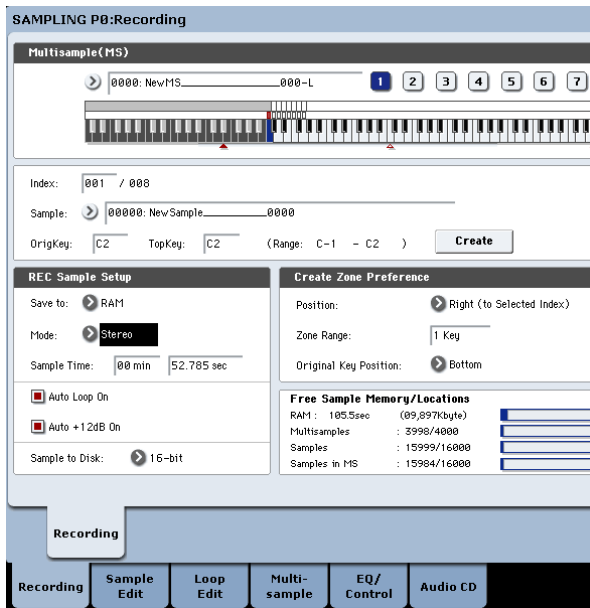 SAMPLING P0:Recording
Multisample(MS)
0000: NewMS_____________000-L 1 2 3 4 5 6 7
Index: 001 / 008
Sample: 00000: NewSample___________0000
OrigKey: C2 TopKey: C2 (Range: C-1 - C2 ) Create
REC Sample Setup
Save to: RAM
Mode: Stereo
Sample Time: 00 min 52.785 sec
Auto Loop On
Auto +12dB On
Sample to Disk: 16-bit
Create Zone Preference
Position: Right (to Selected Index)
Zone Range: 1 Key
Original Key Position: Bottom
Free Sample Memory/Locations
RAM : 105.5sec (09,897Kbyte)
Multisamples : 3998/4000
Samples : 15999/16000
Samples in MS : 15984/16000
Recording
Recording
Sample Edit
Loop Edit
Multi-sample
EQ/ Control
Audio CD